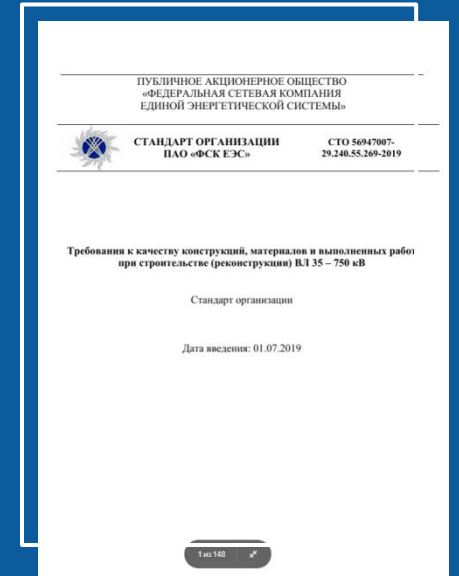 ПУБЛИЧНОЕ АКЦИОНЕРНОЕ ОБЩЕСТВО
«ФЕДЕРАЛЬНАЯ СЕТЕВАЯ КОМПАНИЯ
ЕДИНОЙ ЭНЕРГЕТИЧЕСКОЙ СИСТЕМЫ»
СТАНДАРТ ОРГАНИЗАЦИИ
ПАО «ФСК ЕЭС»
СТО 56947007-
29.240.55.269-2019
Требования к качеству конструкций, материалов и выполненных работ
при строительстве (реконструкции) ВЛ 35 – 750 кВ
Стандарт организации
Дата введения: 01.07.2019
1 из 148